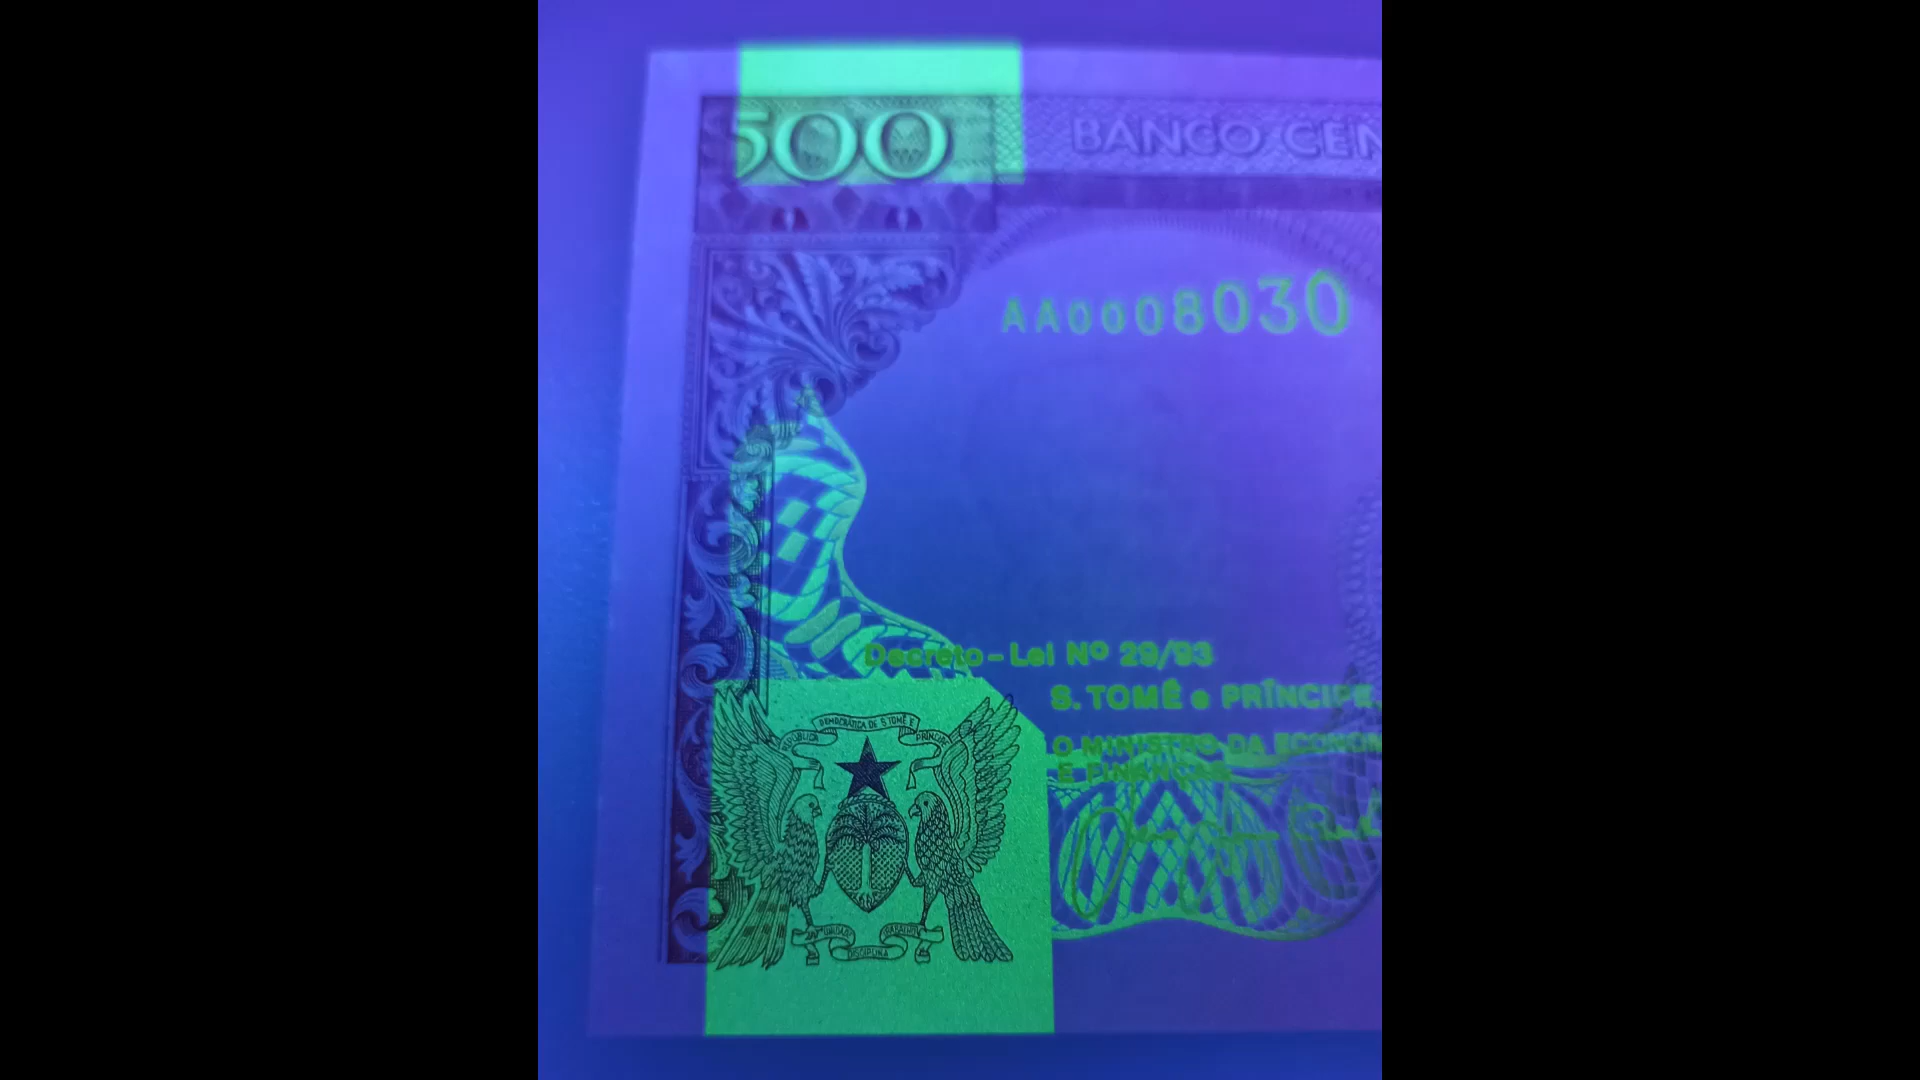 500
BANCO CEN
AA0008030
Decreto-Lei Nº 29/93
S. TOMÉ e PRÍNCIPE,
O MINISTRO DA ECONOM
E FINANÇAS
DEMOCRÁTICA DE S. TOMÉ E
REPÚBLICA PRÍNCIPE
UNIDADE TRABALHO
DISCIPLINA